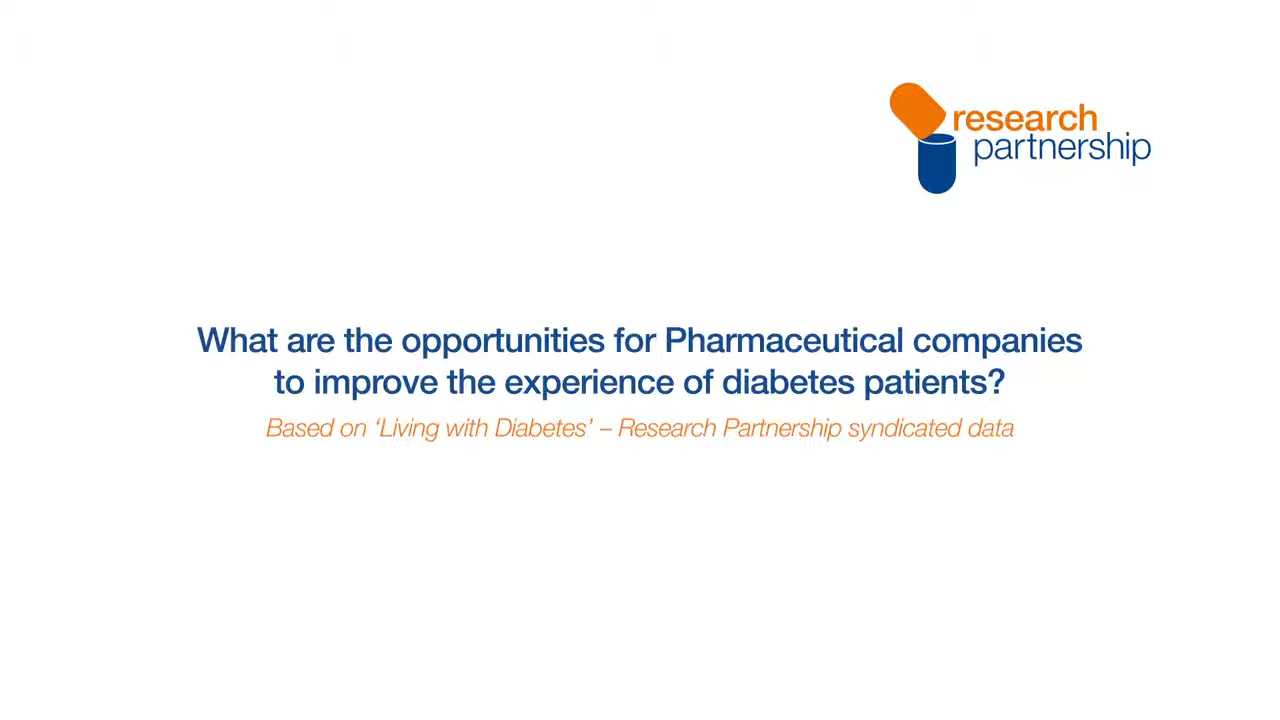 research
partnership
What are the opportunities for Pharmaceutical companies
to improve the experience of diabetes patients?
Based on ‘Living with Diabetes’ – Research Partnership syndicated data